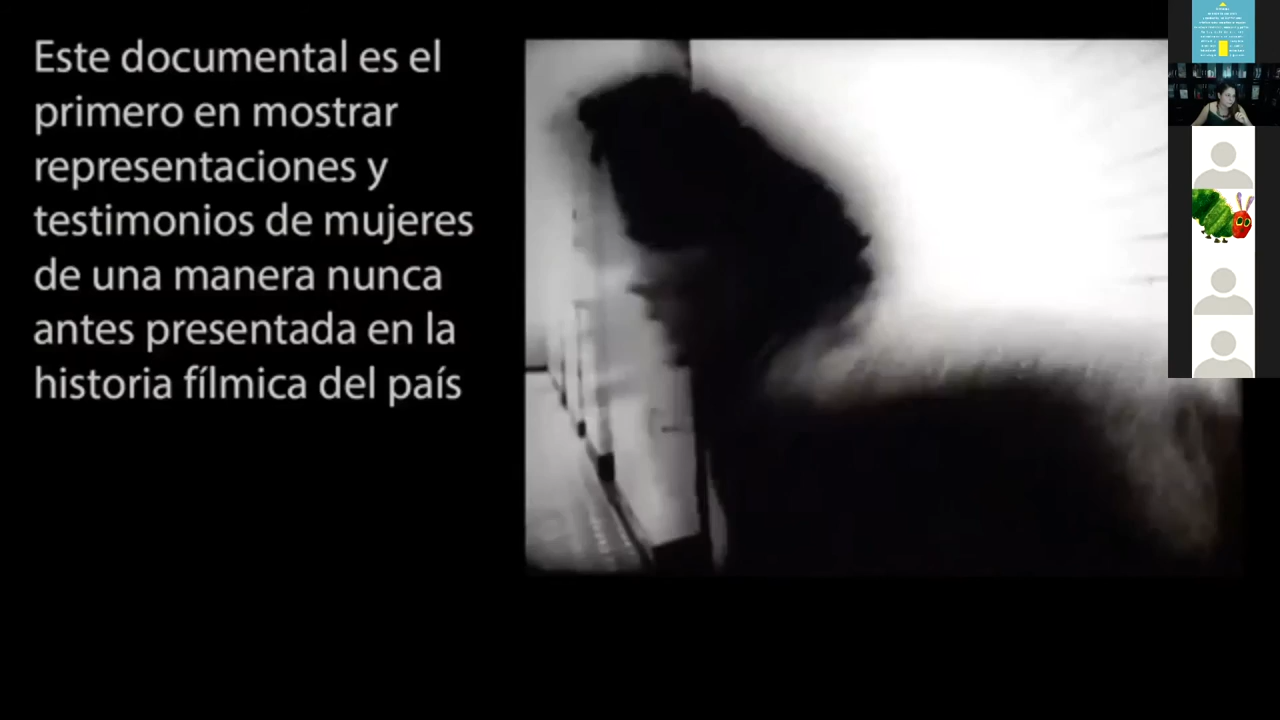 Este documental es el
primero en mostrar
representaciones y
testimonios de mujeres
de una manera nunca
antes presentada en la
historia fílmica del país